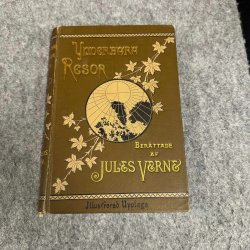 Underbara
Resor
Berättade
af
Jules Verne
Illustrerad Upplaga